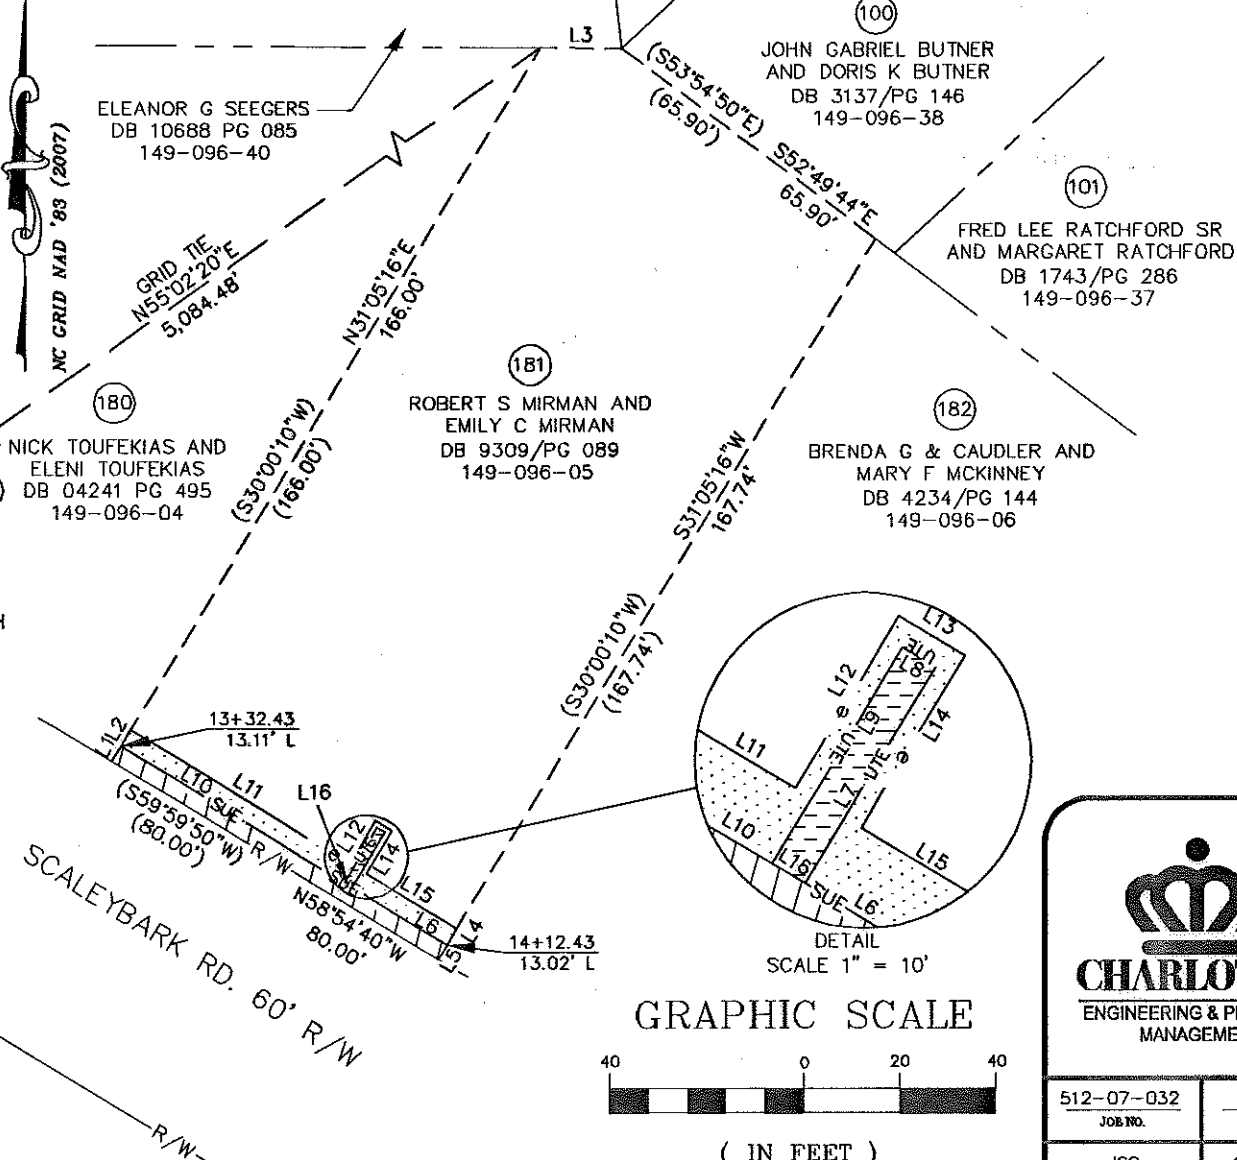 L3
100
JOHN GABRIEL BUTNER
AND DORIS K BUTNER
DB 3137/PG 146
149-096-38
(S53°54'50"E)
(65.90')
S52°49'44"E
65.90'
ELEANOR G SEEGERS
DB 10688 PG 085
149-096-40
NC GRID NAD '83 (2007)
101
FRED LEE RATCHFORD SR
AND MARGARET RATCHFORD
DB 1743/PG 286
149-096-37
GRID TIE
N55°02'20"E
5,084.48'
N31°05'16"E
166.00'
(S30°00'10"W)
(166.00')
180
NICK TOUFEKIAS AND
ELENI TOUFEKIAS
DB 04241 PG 495
149-096-04
181
ROBERT S MIRMAN AND
EMILY C MIRMAN
DB 9309/PG 089
149-096-05
S31°05'16"W
167.74'
(S30°00'10"W)
(167.74')
182
BRENDA G & CAUDLER AND
MARY F MCKINNEY
DB 4234/PG 144
149-096-06
L1
L2
13+32.43
13.11' L
L10
L11
SUE
L16
R/W
L12
UTE
L9
L14
SUE
L15
L6
L4
L5
(S59°59'50"W)
(80.00')
N58°54'40"W
80.00'
14+12.43
13.02' L
SCALEYBARK RD. 60' R/W
R/W
L13
UTE
L8
L12
e
L9
UTE
L14
e
UTE
L7
L11
L10
L16
SUE
L6
L15
DETAIL
SCALE 1" = 10'
GRAPHIC SCALE
40 0 20 40
( IN FEET )
CHARLO
ENGINEERING & P
MANAGEME
512-07-032
JOB NO.